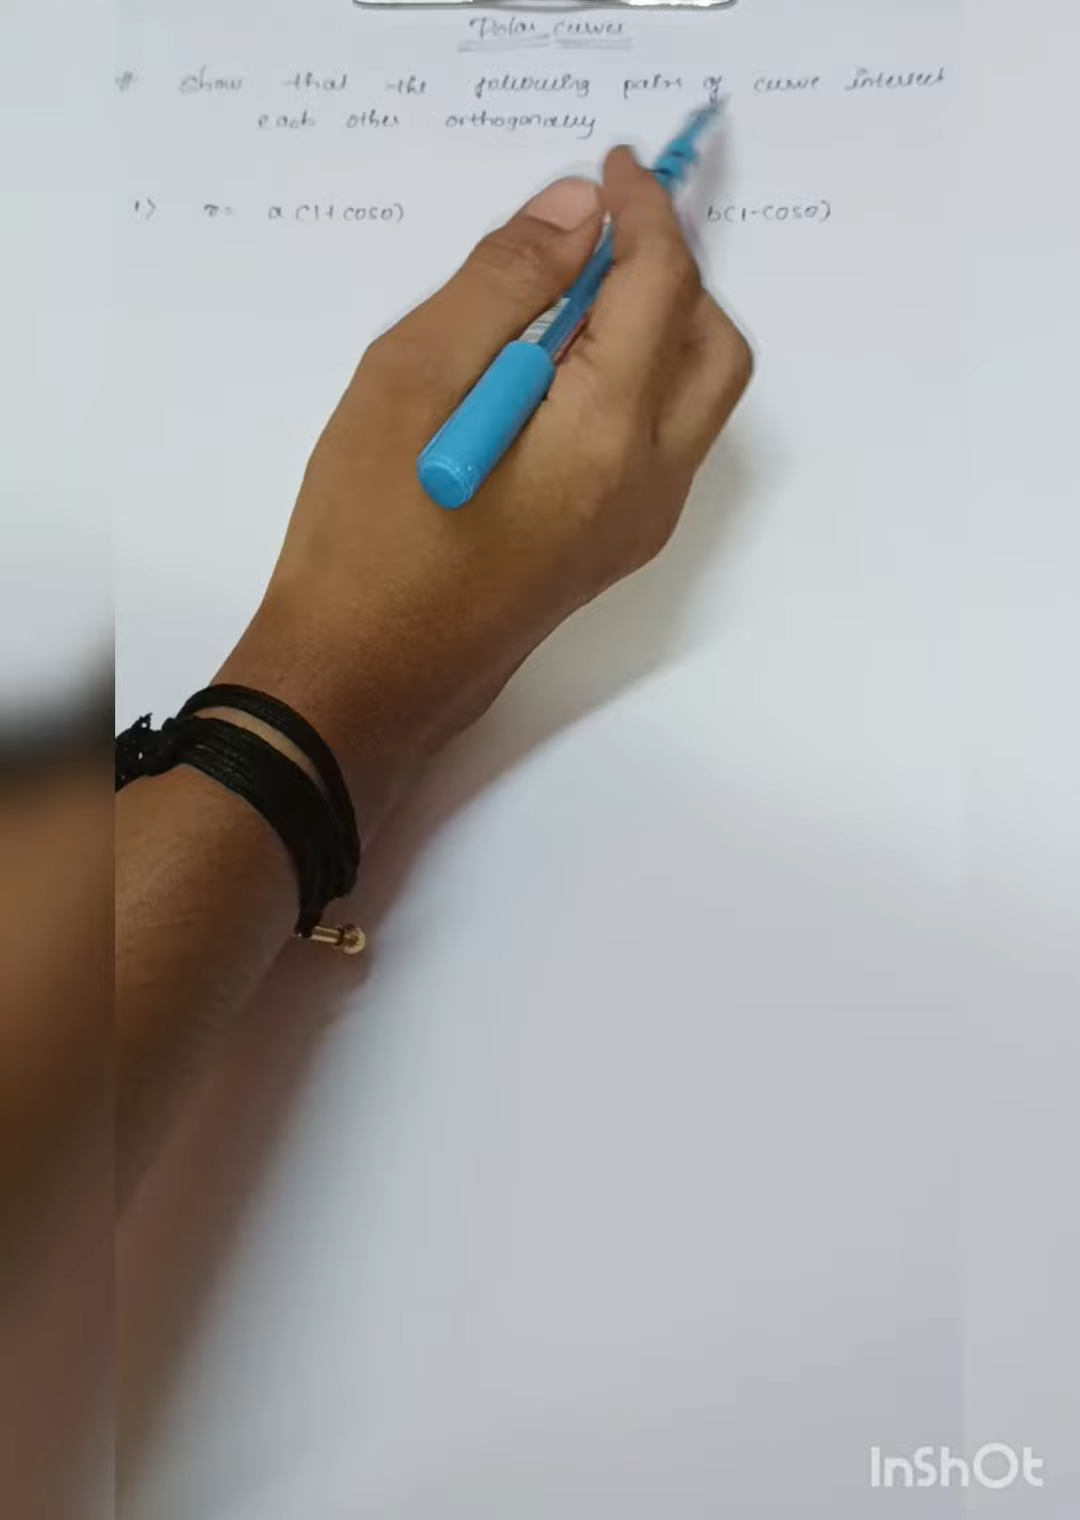 Polar curves
# show that the following pairs of curve intersect
each other orthogonally
1) r = a (1+cosθ) b(1-cosθ)
InShOt